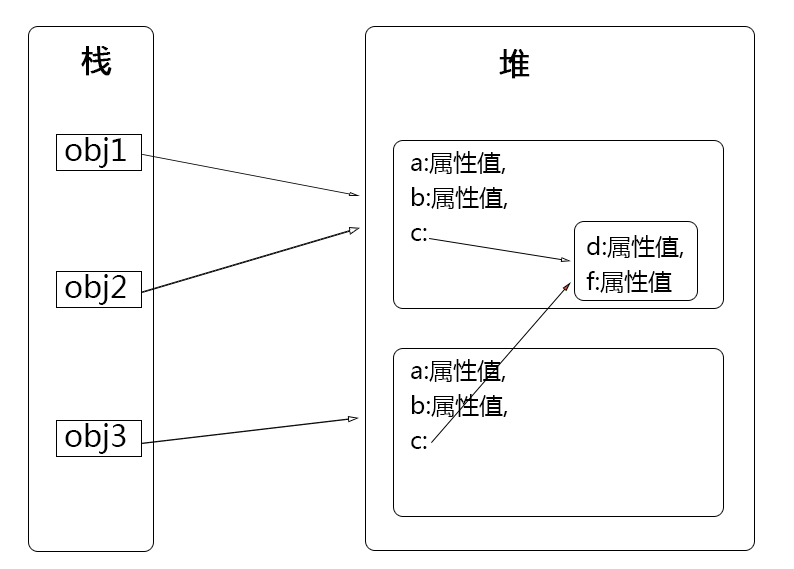 栈
堆
obj1
obj2
obj3
a:属性值,
b:属性值,
c:
d:属性值,
f:属性值
a:属性值,
b:属性值,
c: